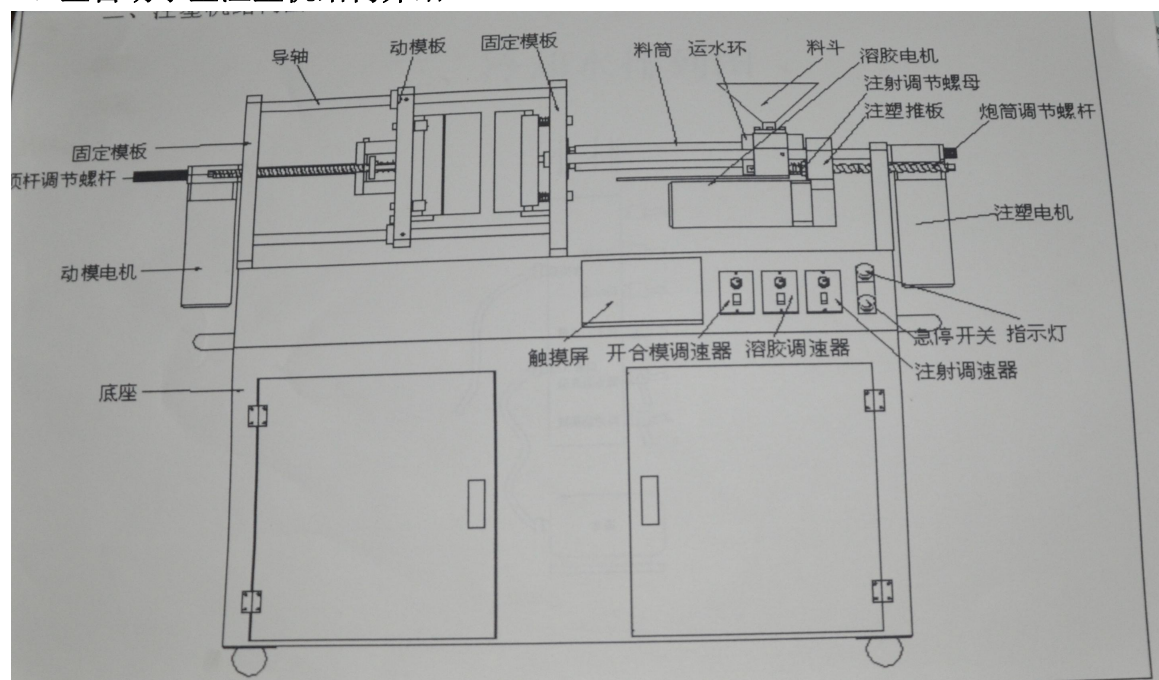 动模板
固定模板
导轴
料筒
运水环
料斗
溶胶电机
注射调节螺母
注塑推板
炮筒调节螺杆
固定模板
顶杆调节螺杆
注塑电机
动模电机
急停开关
指示灯
触摸屏
开合模调速器
溶胶调速器
注射调速器
底座